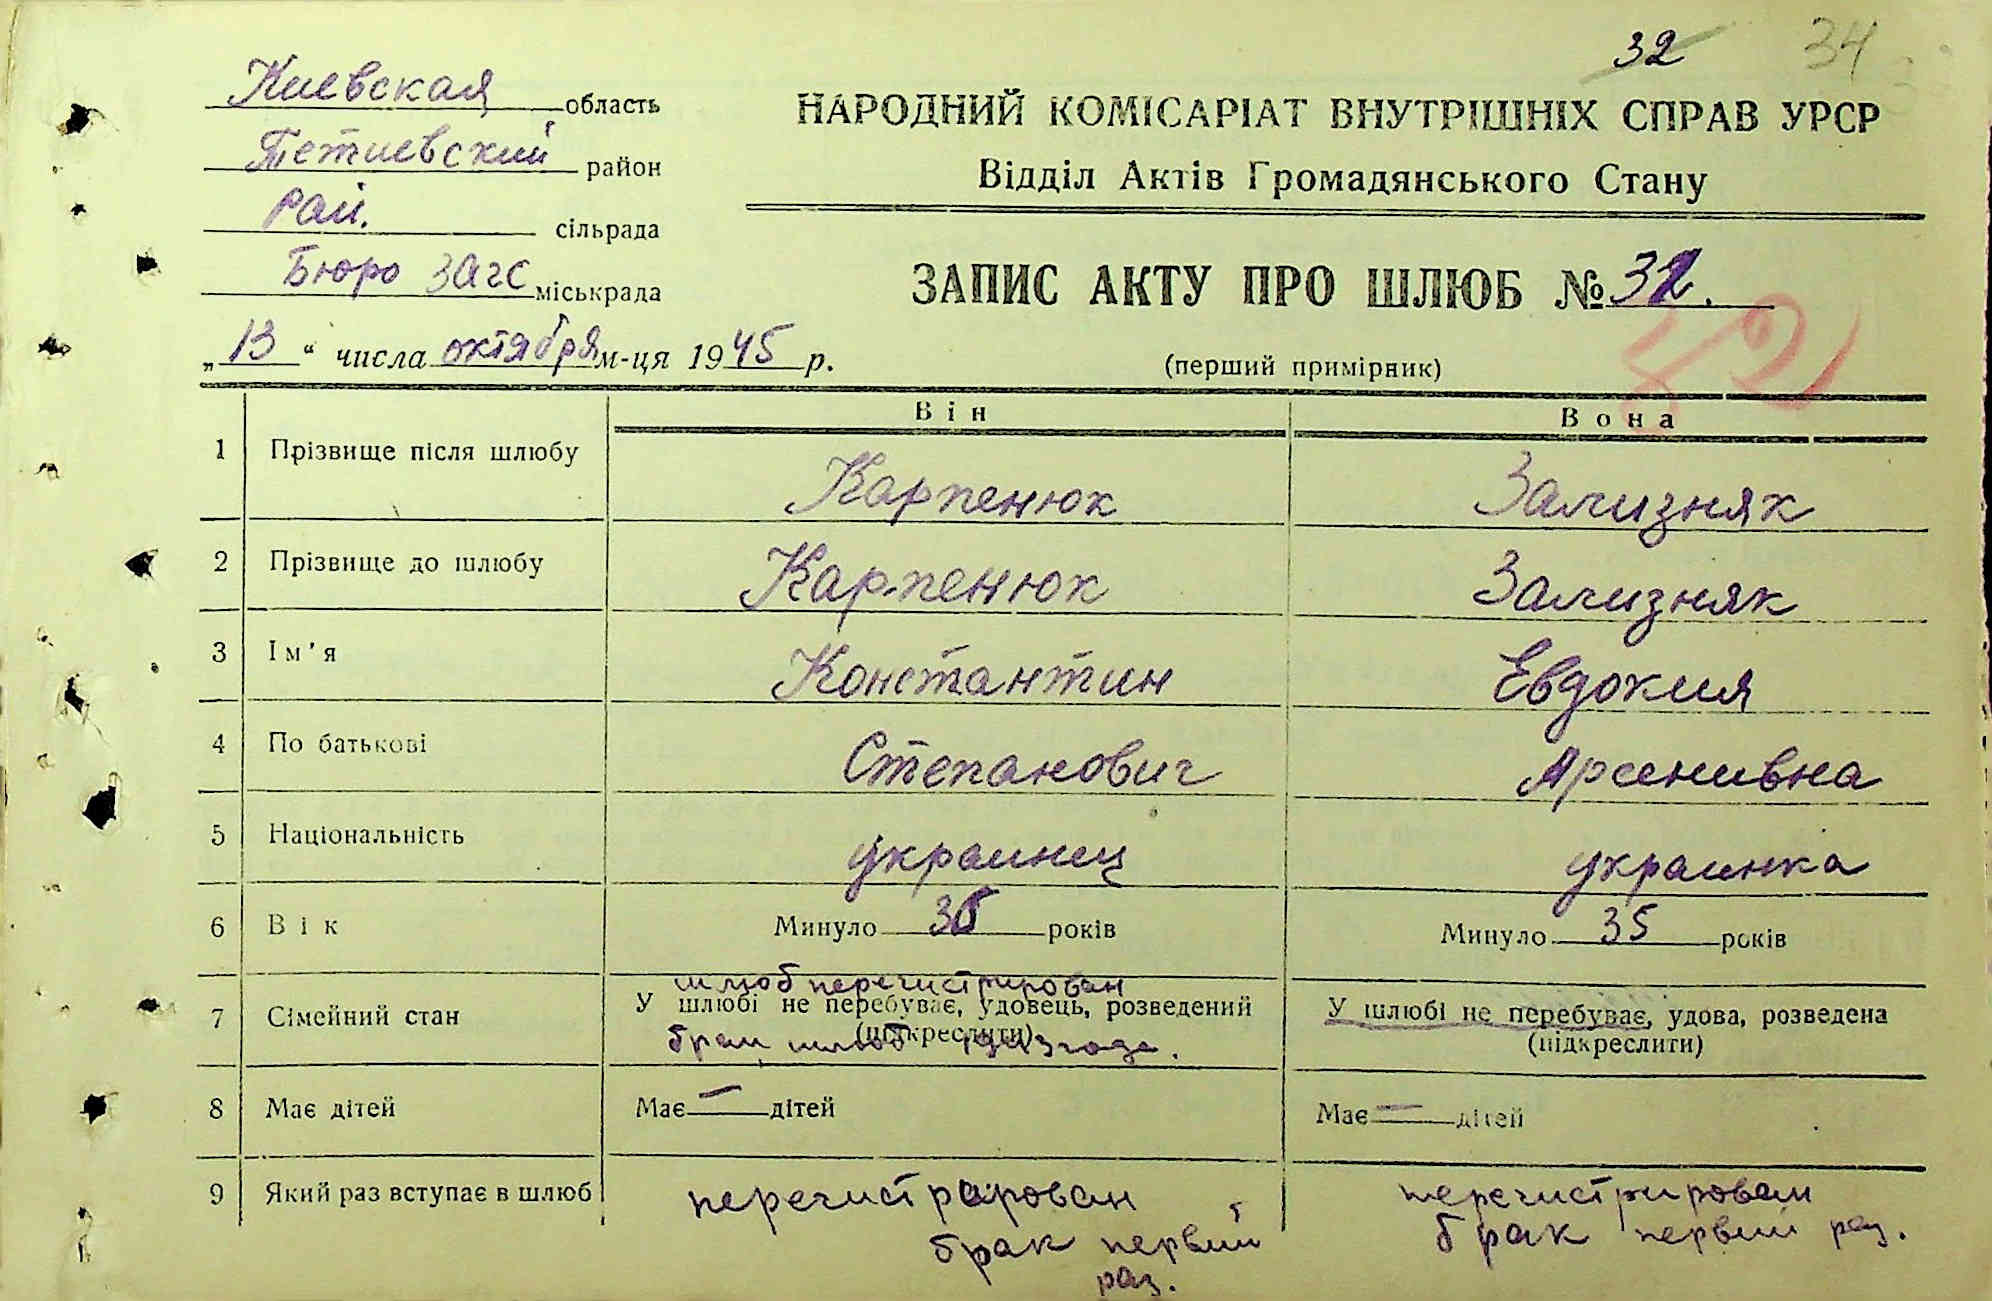 32 34
Киевская область
Тетиевский район
Рай. сільрада
Бюро Загс міськрада
„13“ числа октября м-ця 1945 р.
НАРОДНИЙ КОМІСАРІАТ ВНУТРІШНІХ СПРАВ УРСР
Відділ Актів Громадянського Стану
ЗАПИС АКТУ ПРО ШЛЮБ № 32.
(перший примірник)
Він Вона
1 Прізвище після шлюбу Карпенюк Зализняк
2 Прізвище до шлюбу Карпенюк Зализняк
3 Ім'я Константин Евдокия
4 По батькові Степанович Арсенивна
5 Національність украинец украинка
6 Вік Минуло 36 років Минуло 35 років
шлюб перегистрирован
7 Сімейний стан У шлюбі не перебуває, удовець, розведений У шлюбі не перебуває, удова, розведена
(підкреслити) (підкреслити)
шлюб
8 Має дітей Має — дітей Має — дітей
9 Який раз вступає в шлюб перегистрирован перегистрирован
брак первий брак первий раз.
раз.